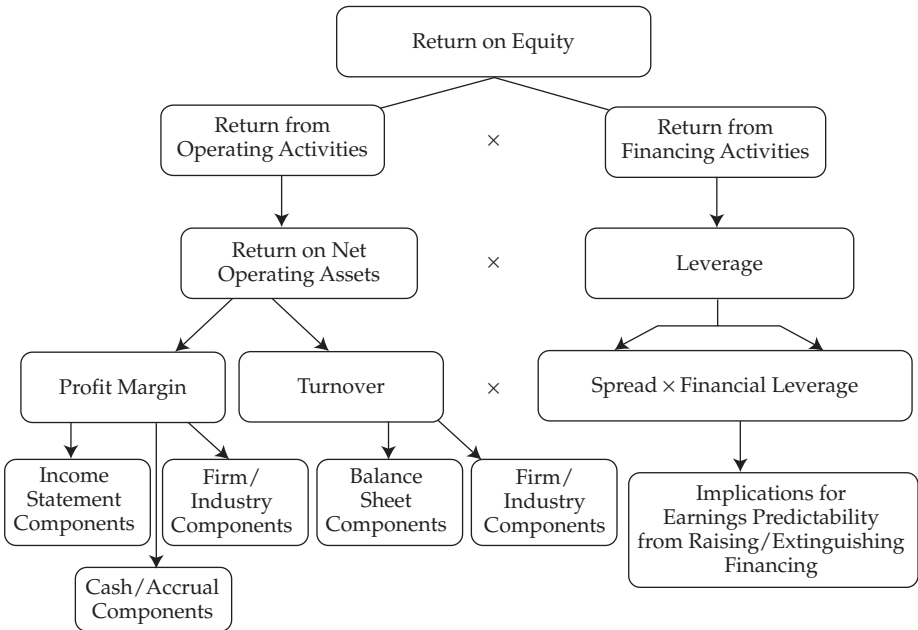 Return on Equity
Return from
Operating Activities
×
Return from
Financing Activities
Return on Net
Operating Assets
×
Leverage
Profit Margin
Turnover
×
Spread × Financial Leverage
Income
Statement
Components
Firm/
Industry
Components
Balance
Sheet
Components
Firm/
Industry
Components
Implications for
Earnings Predictability
from Raising/Extinguishing
Financing
Cash/Accrual
Components